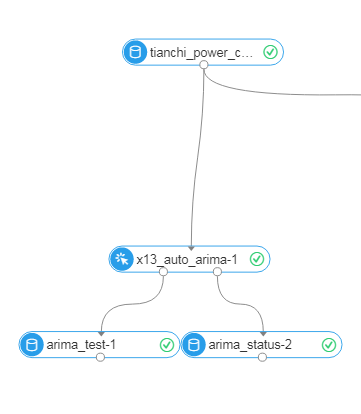 tianchi_power_c...
x13_auto_arima-1
arima_test-1
arima_status-2